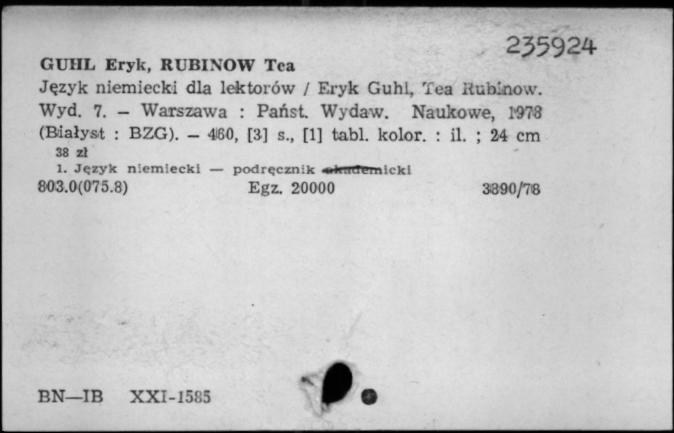 235924
GUHL Eryk, RUBINOW Tea
Język niemiecki dla lektorów / Eryk Guhl, Tea Rubinow.
Wyd. 7. — Warszawa : Państ. Wydaw. Naukowe, 1978
(Białyst : BZG). — 460, [3] s., [1] tabl. kolor. : il. ; 24 cm
38 zł
1. Język niemiecki — podręcznik akademicki
803.0(075.8) Egz. 20000 3890/78
BN—IB XXI-1585